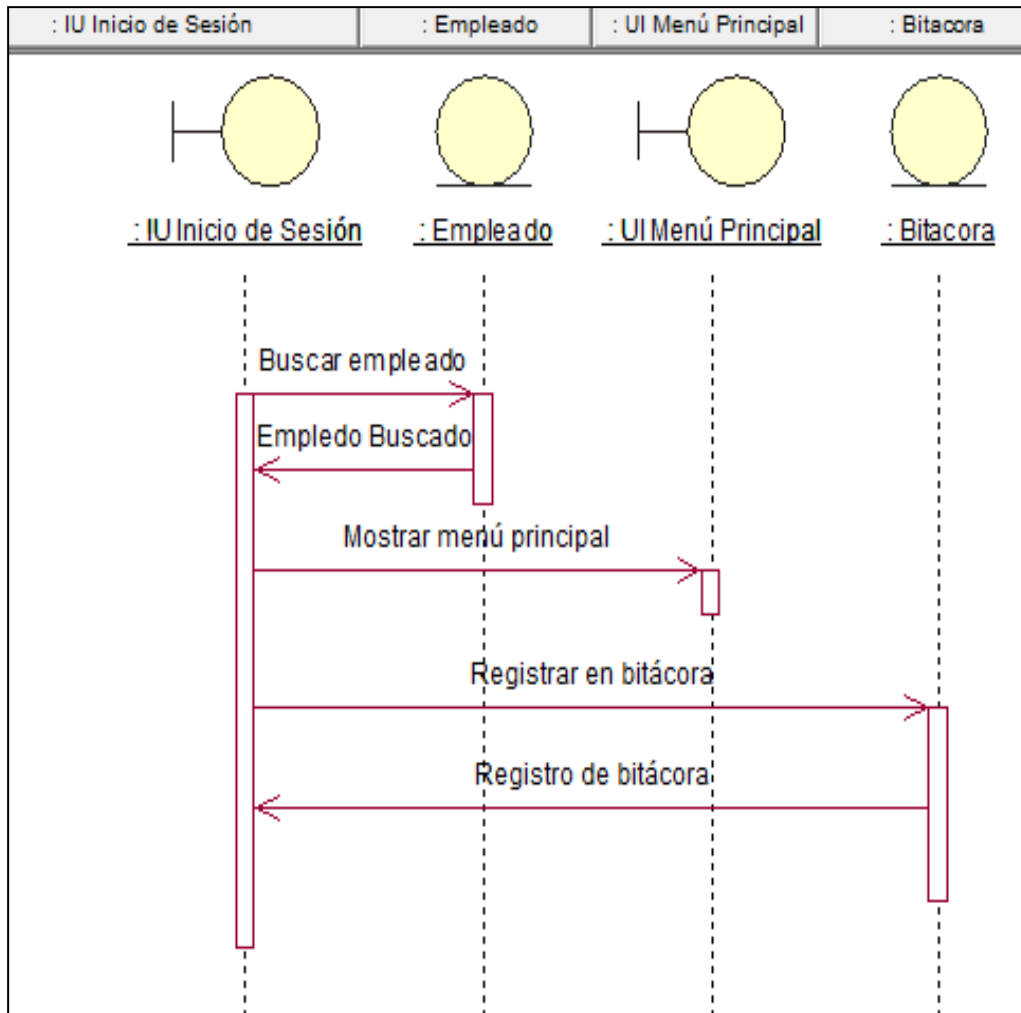 : IU Inicio de Sesión
: Empleado
: UI Menú Principal
: Bitacora
: IU Inicio de Sesión
: Empleado
: UI Menú Principal
: Bitacora
Buscar empleado
Empledo Buscado
Mostrar menú principal
Registrar en bitácora
Registro de bitácora